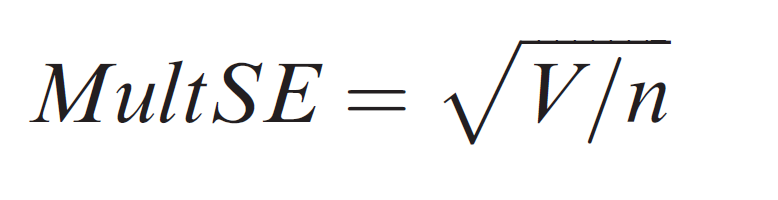 MultSE = √V/n